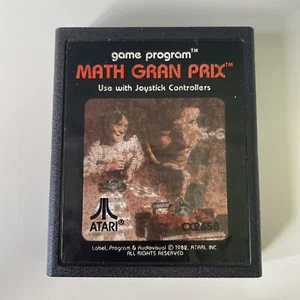 game program™
MATH GRAN PRIX™
Use with Joystick Controllers
ATARI®
CX2658
Label, Program & Audiovisual © 1982, ATARI, INC.
ALL RIGHTS RESERVED